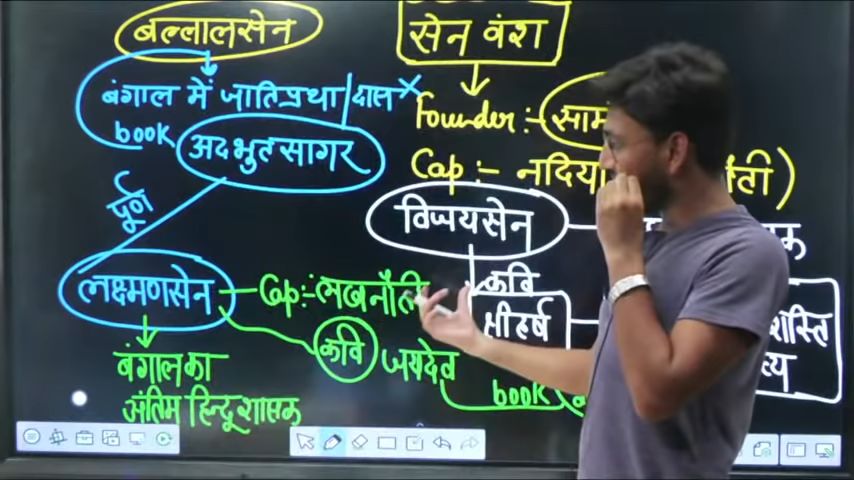 बल्लालसेन
बंगाल में जातिप्रथा/दास ×
book
अदभुतसागर
पूर्ण
लक्ष्मणसेन
Cap:- लखनौती
कवि जयदेव
book
बंगाल का
अंतिम हिन्दू शासक
सेन वंश
Founder :-
Cap :- नदिया
विजयसेन
कवि
श्रीहर्ष